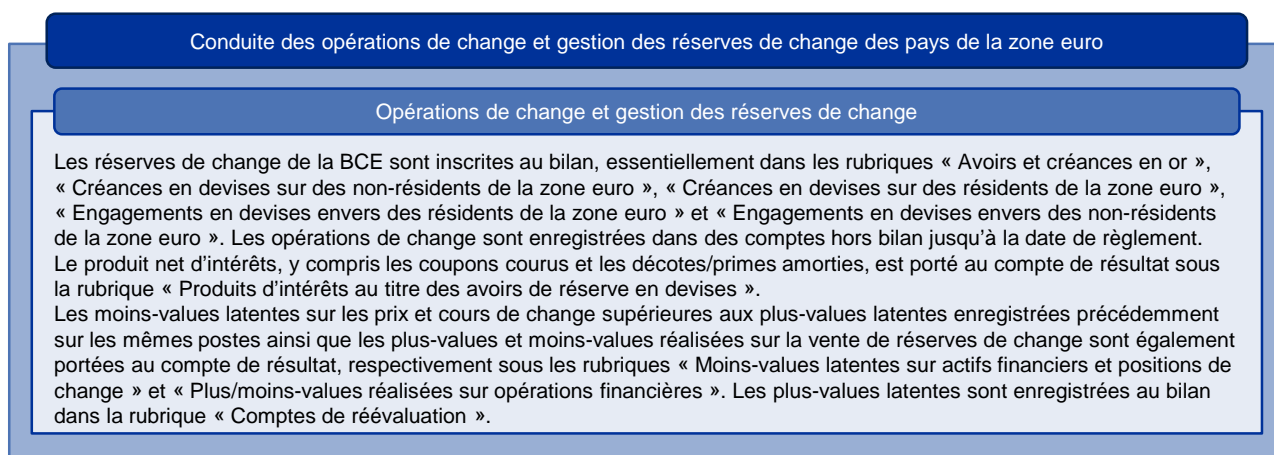 Conduite des opérations de change et gestion des réserves de change des pays de la zone euro
Opérations de change et gestion des réserves de change
Les réserves de change de la BCE sont inscrites au bilan, essentiellement dans les rubriques « Avoirs et créances en or »,
« Créances en devises sur des non-résidents de la zone euro », « Créances en devises sur des résidents de la zone euro »,
« Engagements en devises envers des résidents de la zone euro » et « Engagements en devises envers des non-résidents
de la zone euro ». Les opérations de change sont enregistrées dans des comptes hors bilan jusqu’à la date de règlement.
Le produit net d’intérêts, y compris les coupons courus et les décotes/primes amorties, est porté au compte de résultat sous
la rubrique « Produits d’intérêts au titre des avoirs de réserve en devises ».
Les moins-values latentes sur les prix et cours de change supérieures aux plus-values latentes enregistrées précédemment
sur les mêmes postes ainsi que les plus-values et moins-values réalisées sur la vente de réserves de change sont également
portées au compte de résultat, respectivement sous les rubriques « Moins-values latentes sur actifs financiers et positions de
change » et « Plus/moins-values réalisées sur opérations financières ». Les plus-values latentes sont enregistrées au bilan
dans la rubrique « Comptes de réévaluation ».